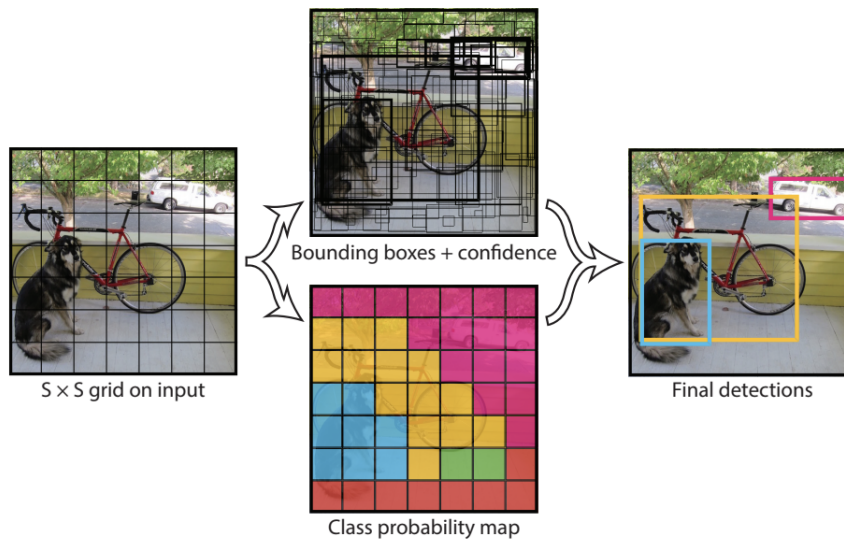 Bounding boxes + confidence
S × S grid on input
Final detections
Class probability map